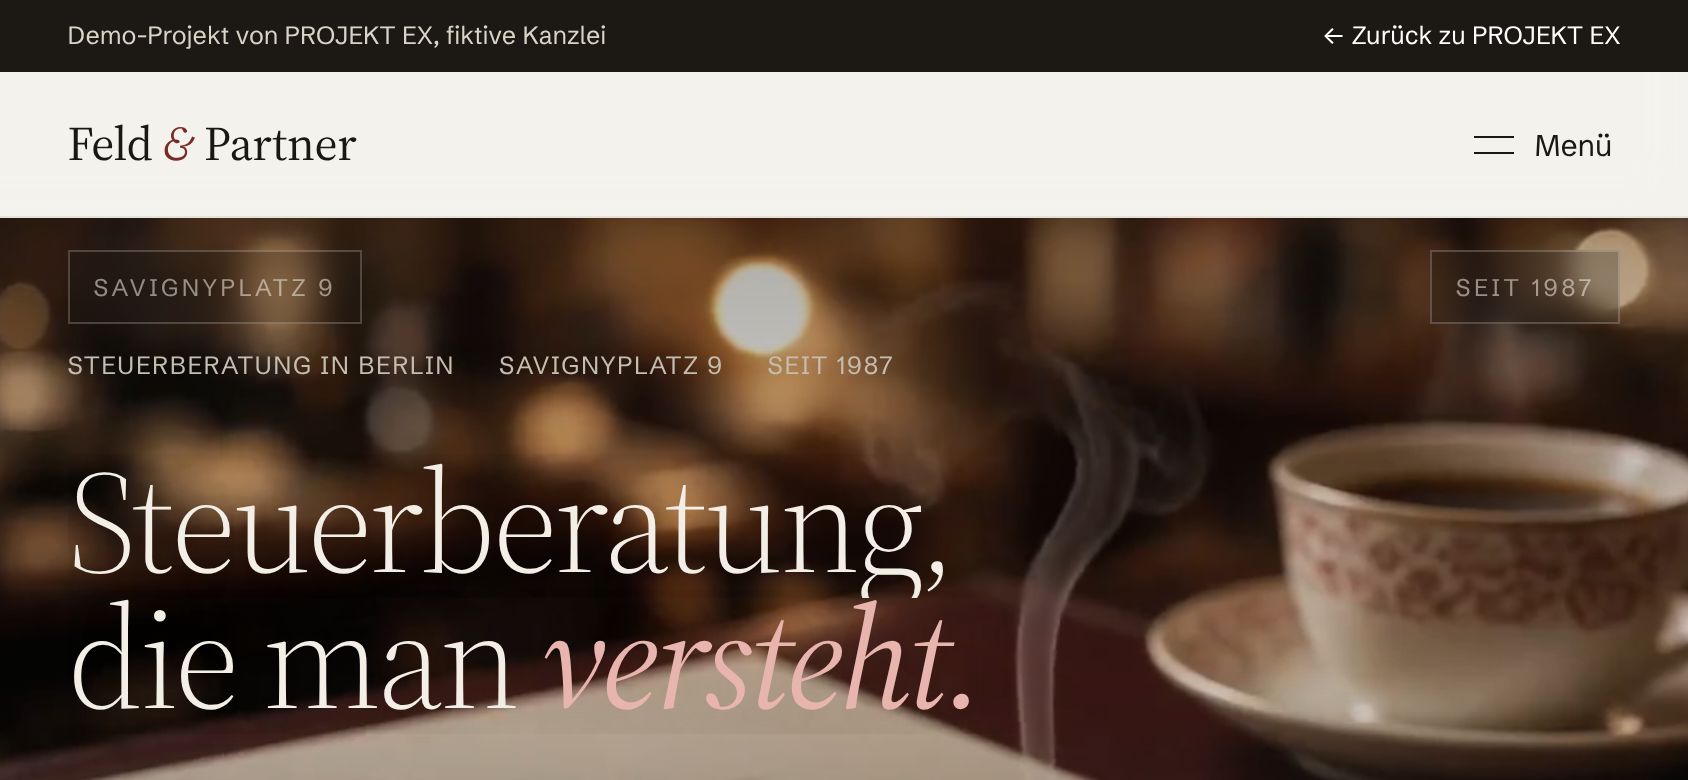 Demo-Projekt von PROJEKT EX, fiktive Kanzlei
← Zurück zu PROJEKT EX
Feld & Partner
Menü
SAVIGNYPLATZ 9
SEIT 1987
STEUERBERATUNG IN BERLIN SAVIGNYPLATZ 9 SEIT 1987
Steuerberatung,
die man versteht.